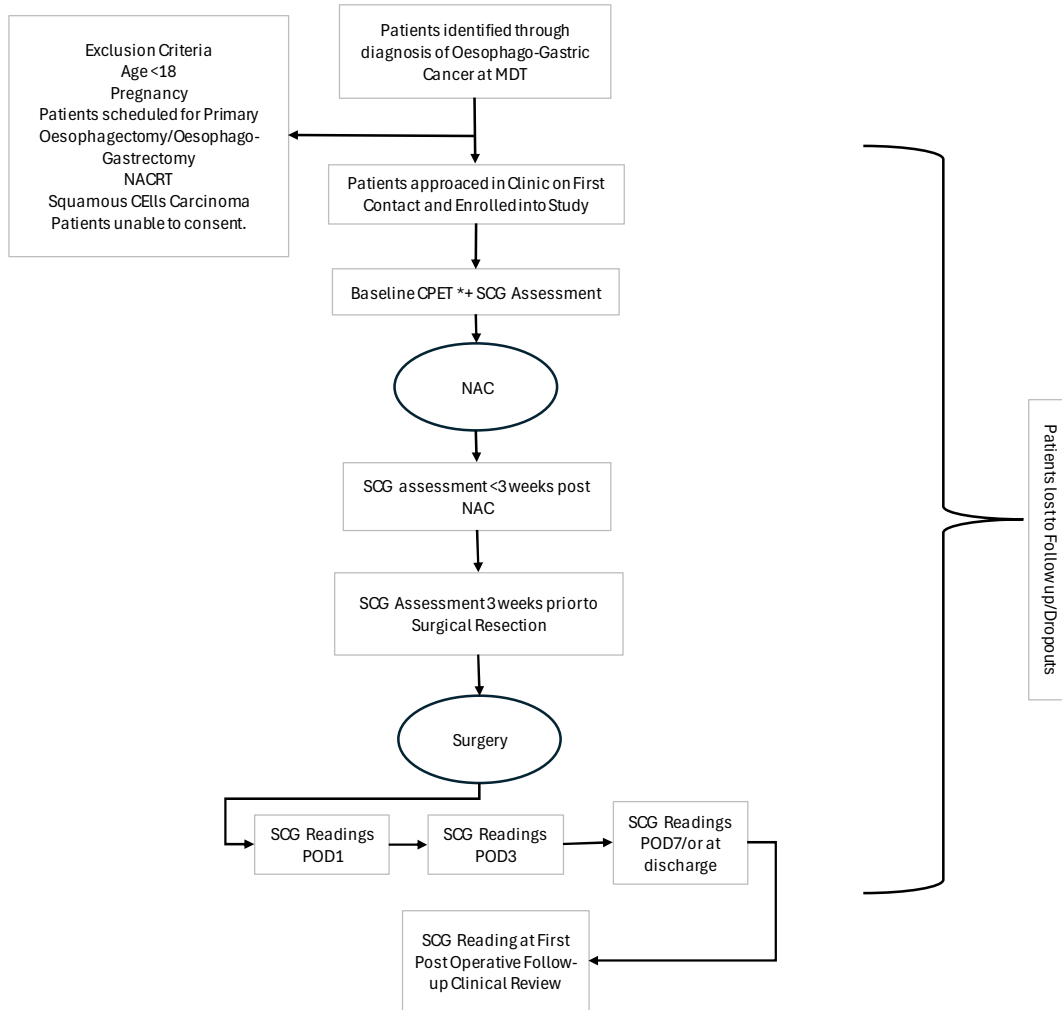 Patients identified through
diagnosis of Oesophago-Gastric
Cancer at MDT
Exclusion Criteria
Age <18
Pregnancy
Patients scheduled for Primary
Oesophagectomy/Oesophago-
Gastrectomy
NACRT
Squamous CElls Carcinoma
Patients unable to consent.
Patients approaced in Clinic on First
Contact and Enrolled into Study
Baseline CPET *+ SCG Assessment
NAC
SCG assessment <3 weeks post
NAC
SCG Assessment 3 weeks prior to
Surgical Resection
Surgery
SCG Readings
POD1
SCG Readings
POD3
SCG Readings
POD7/or at
discharge
SCG Reading at First
Post Operative Follow-
up Clinical Review
Patients lost to Follow up/Dropouts